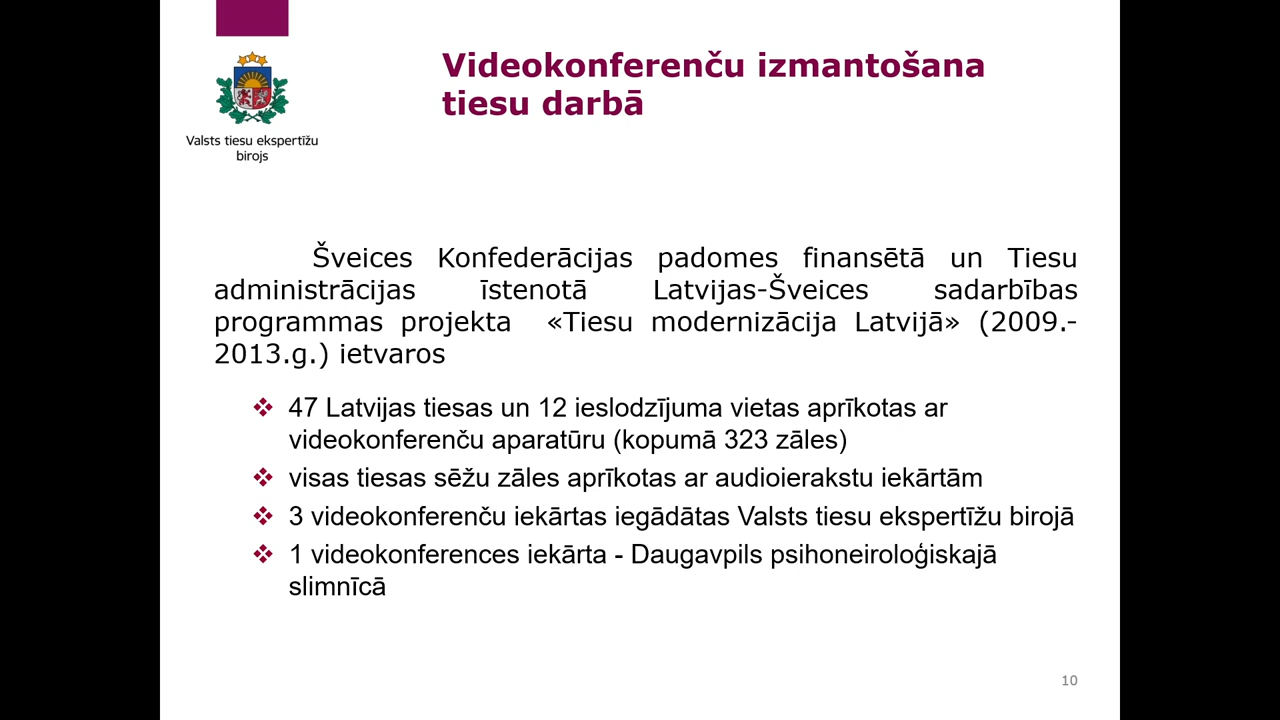 Videokonferenču izmantošana
tiesu darbā
Valsts tiesu ekspertīžu
birojs
Šveices Konfederācijas padomes finansētā un Tiesu
administrācijas īstenotā Latvijas-Šveices sadarbības
programmas projekta «Tiesu modernizācija Latvijā» (2009.-
2013.g.) ietvaros
❖ 47 Latvijas tiesas un 12 ieslodzījuma vietas aprīkotas ar
videokonferenču aparatūru (kopumā 323 zāles)
❖ visas tiesas sēžu zāles aprīkotas ar audioierakstu iekārtām
❖ 3 videokonferenču iekārtas iegādātas Valsts tiesu ekspertīžu birojā
❖ 1 videokonferences iekārta - Daugavpils psihoneiroloģiskajā
slimnīcā
10